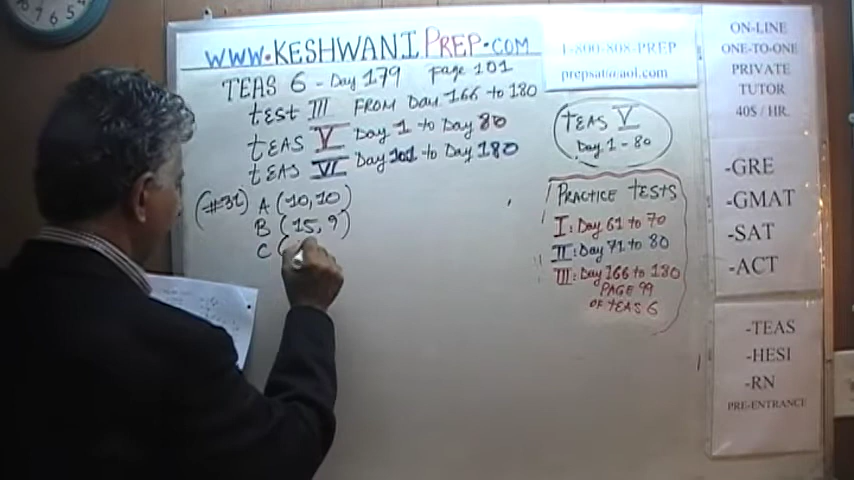 WWW.KESHWANIPREP.COM
TEAS 6 - Day 179 Page 101
test III FROM Day 166 to 180
tEAS V Day 1 to Day 80
tEAS VI Day 101 to Day 180
(#31) A (10, 10)
B (15, 9)
C (
1-800-808-PREP
prepsat@aol.com
tEAS V
Day 1 - 80
PRACTICE tESTS
I: Day 61 to 70
II: Day 71 to 80
III: Day 166 to 180
PAGE 99
OF tEAS 6
ON-LINE
ONE-TO-ONE
PRIVATE
TUTOR
40$ / HR.
-GRE
-GMAT
-SAT
-ACT
-TEAS
-HESI
-RN
PRE-ENTRANCE